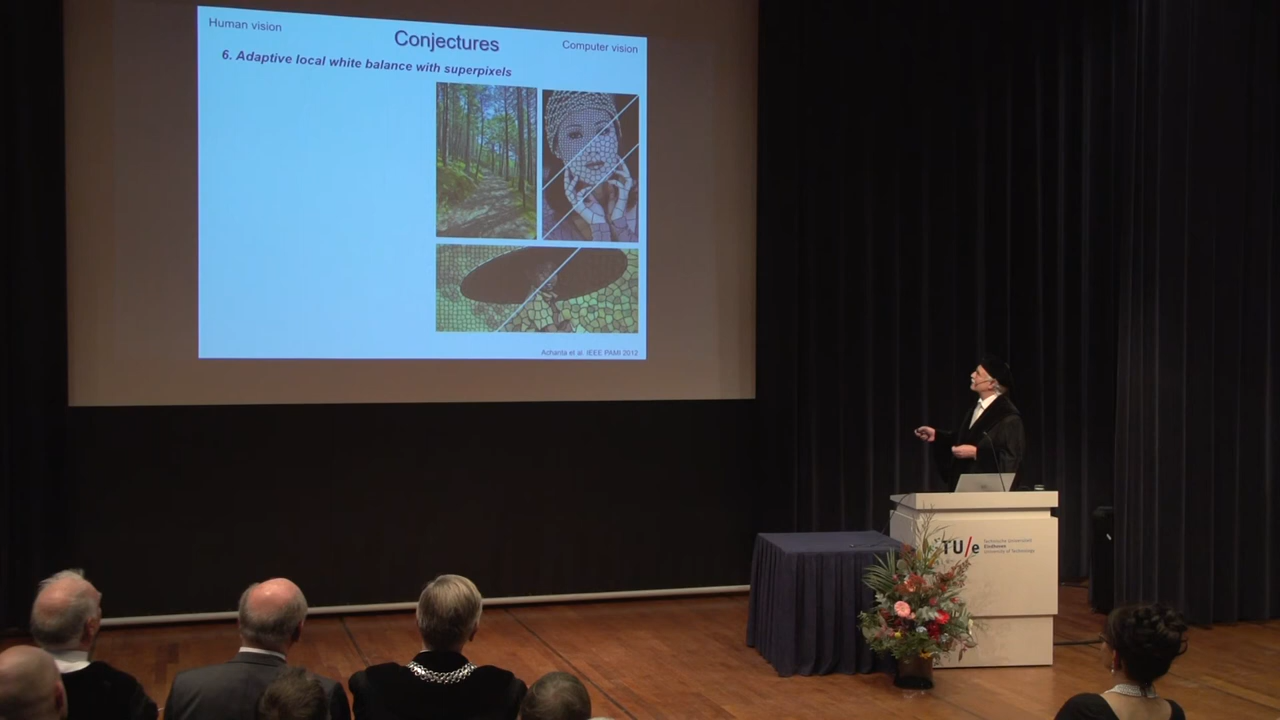 Human vision
Conjectures
Computer vision
6. Adaptive local white balance with superpixels
Achanta et al. IEEE PAMI 2012
TU/e
Technische Universiteit
Eindhoven
University of Technology